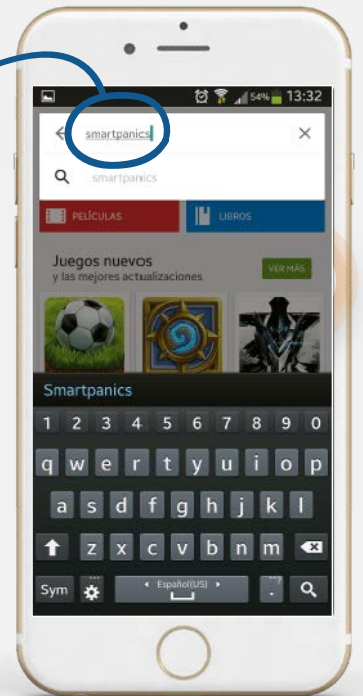 54% 13:32
smartpanics
smartpanics
PELÍCULAS LIBROS
Juegos nuevos
y las mejores actualizaciones
VER MÁS
Smartpanics
1 2 3 4 5 6 7 8 9 0
q w e r t y u i o p
a s d f g h j k l
z x c v b n m
Sym Español(US) . ?